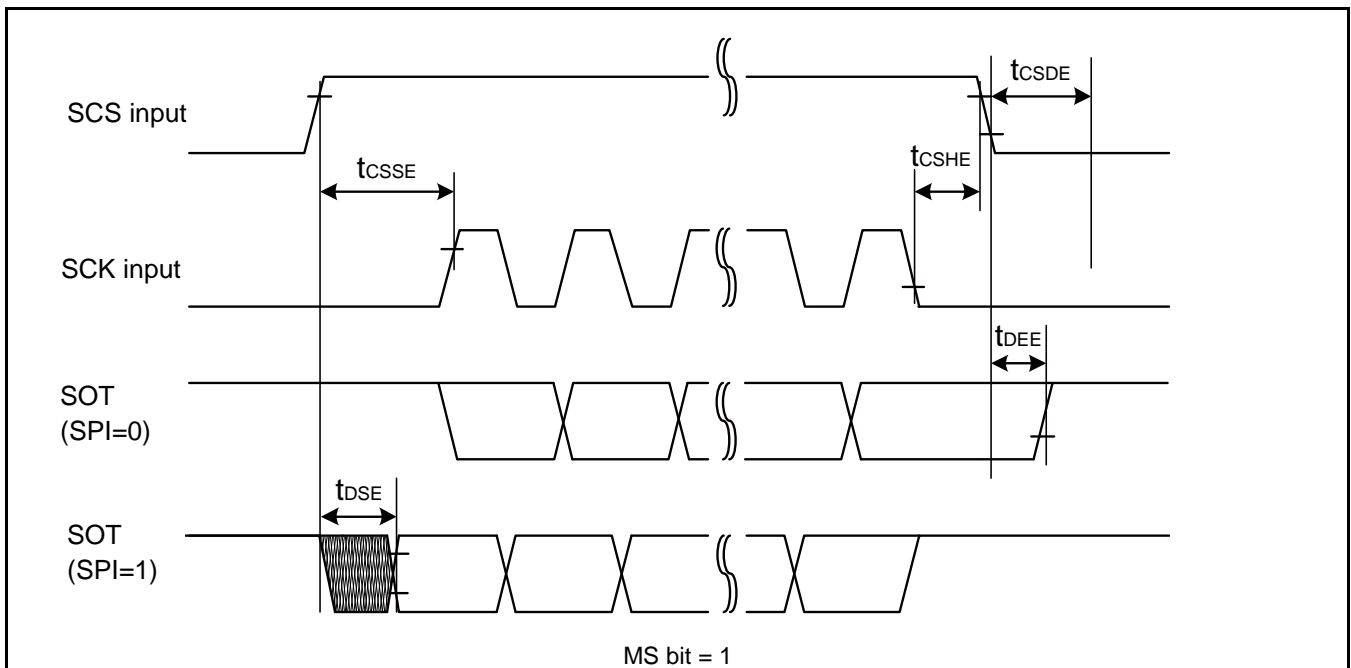 SCS input
tCSDE
tCSHE
tCSSE
SCK input
tDEE
SOT
(SPI=0)
tDSE
SOT
(SPI=1)
MS bit = 1